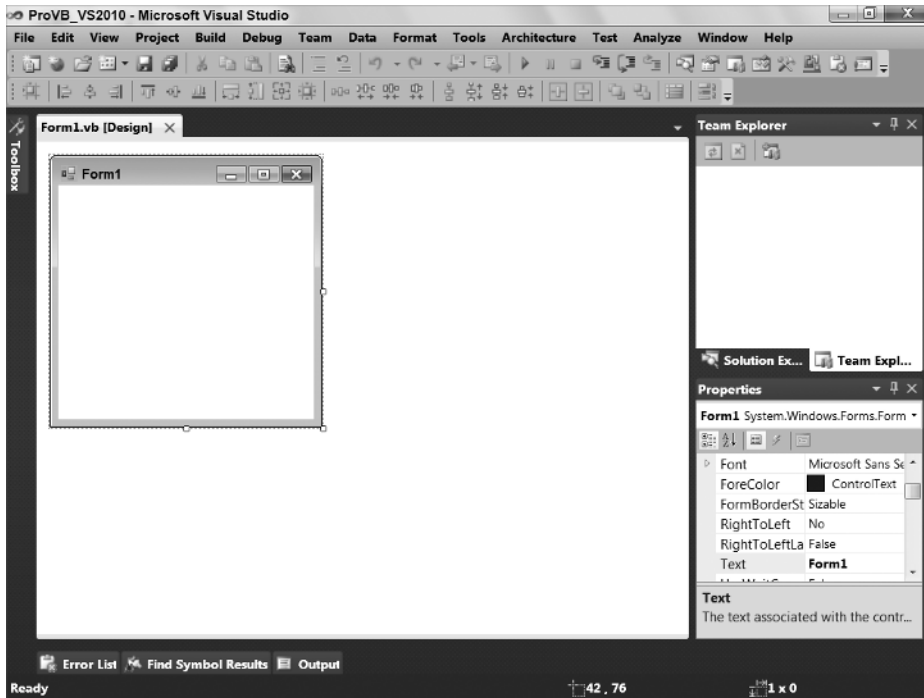 ProVB_VS2010 - Microsoft Visual Studio
File Edit View Project Build Debug Team Data Format Tools Architecture Test Analyze Window Help
Toolbox
Form1.vb [Design]
Form1
Team Explorer
Solution Ex... Team Expl...
Properties
Form1 System.Windows.Forms.Form
Font Microsoft Sans Se
ForeColor ControlText
FormBorderSt Sizable
RightToLeft No
RightToLeftLa False
Text Form1
Text
The text associated with the contr...
Error List Find Symbol Results Output
Ready 42 , 76 1 x 0